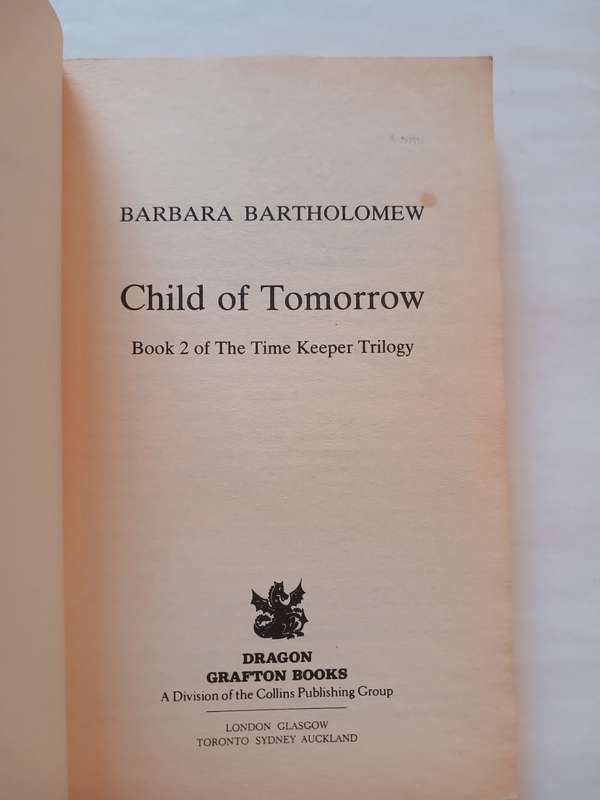 BARBARA BARTHOLOMEW
Child of Tomorrow
Book 2 of The Time Keeper Trilogy
DRAGON
GRAFTON BOOKS
A Division of the Collins Publishing Group
LONDON GLASGOW
TORONTO SYDNEY AUCKLAND